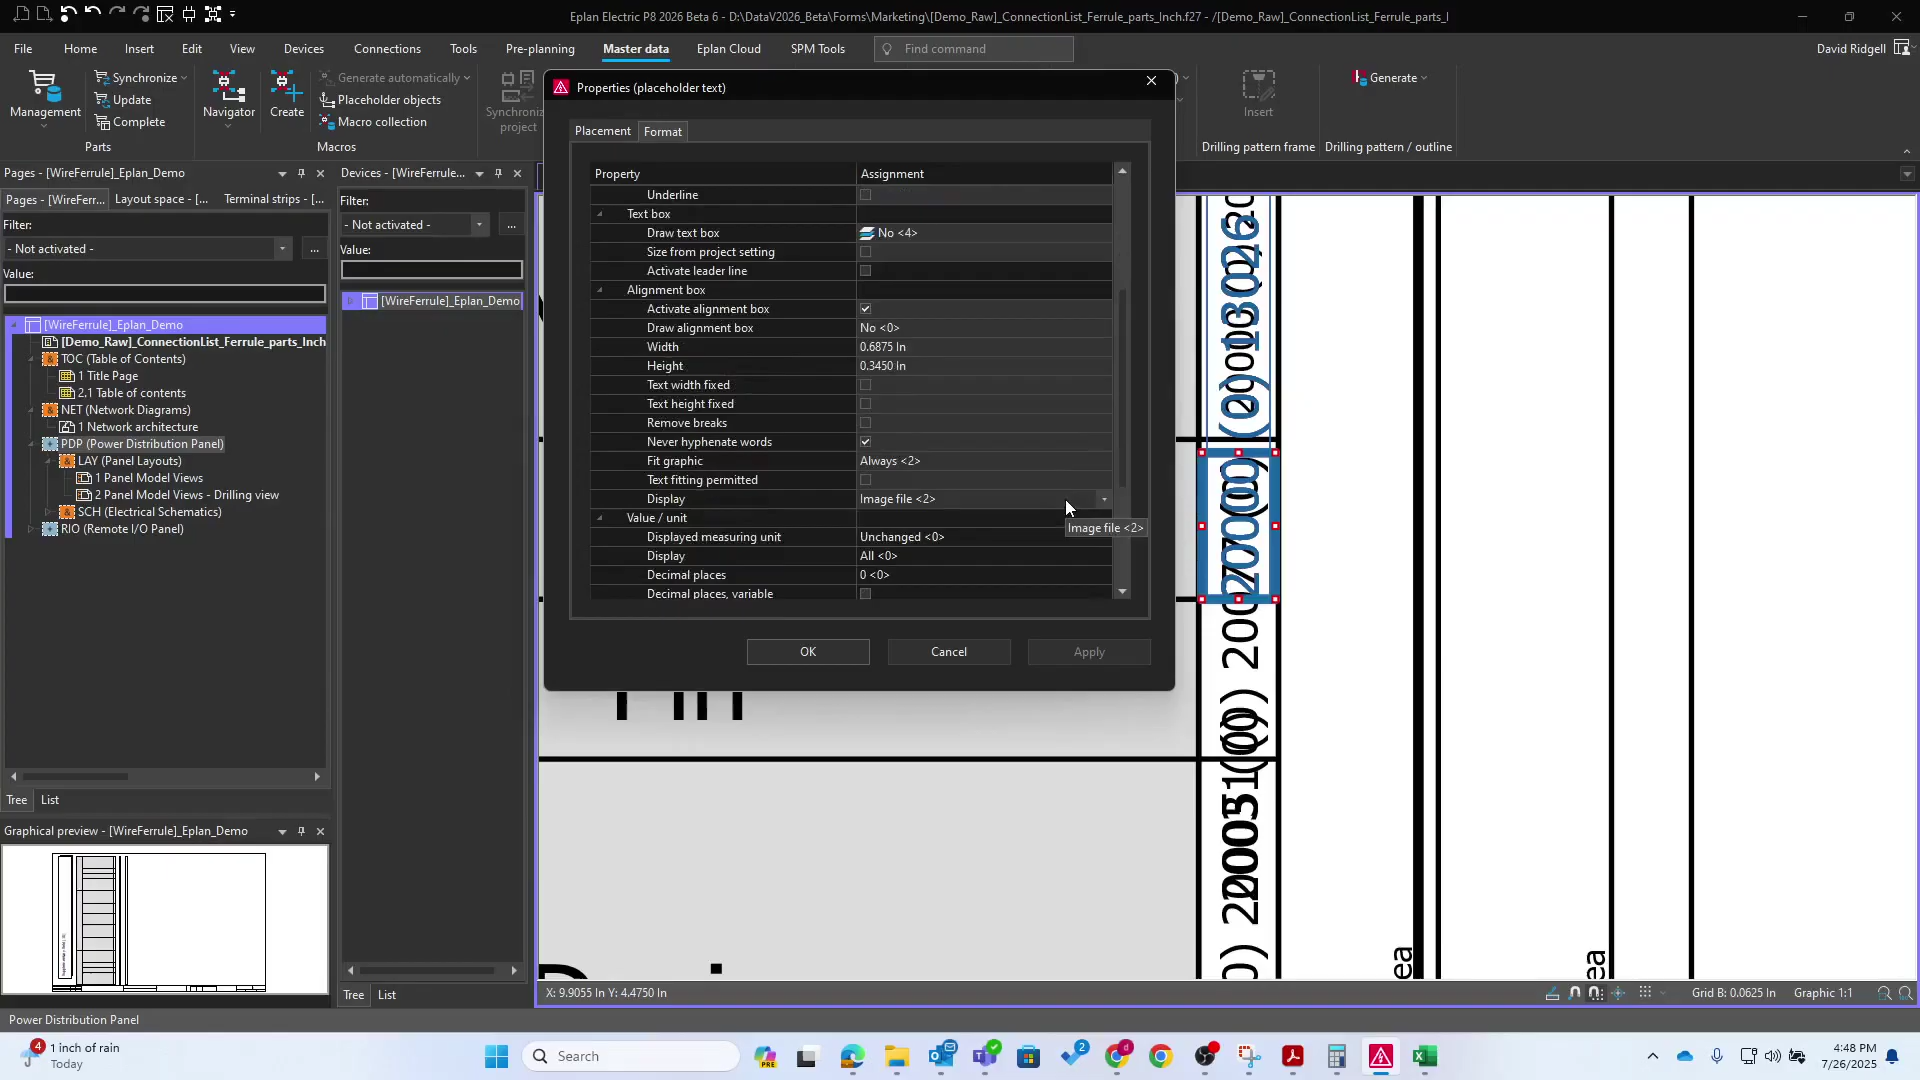 Eplan Electric P8 2026 Beta 6 - D:\DataV2026_Beta\Forms\Marketing\[Demo_Raw]_ConnectionList_Ferrule_parts_Inch.f27 - /[Demo_Raw]_ConnectionList_Ferrule_parts_I
File Home Insert Edit View Devices Connections Tools Pre-planning Master data Eplan Cloud SPM Tools Find command David Ridgell
Management
Synchronize
Update
Complete
Parts
Navigator
Create
Generate automatically
Placeholder objects
Macro collection
Macros
Synchroniz
project
Insert
Drilling pattern frame
Generate
Drilling pattern / outline
Pages - [WireFerrule]_Eplan_Demo
Pages - [WireFerr... Layout space - [... Terminal strips - [...
Filter:
- Not activated - ...
Value:
[WireFerrule]_Eplan_Demo
[Demo_Raw]_ConnectionList_Ferrule_parts_Inch
TOC (Table of Contents)
1 Title Page
2.1 Table of contents
NET (Network Diagrams)
1 Network architecture
PDP (Power Distribution Panel)
LAY (Panel Layouts)
1 Panel Model Views
2 Panel Model Views - Drilling view
SCH (Electrical Schematics)
RIO (Remote I/O Panel)
Tree List
Graphical preview - [WireFerrule]_Eplan_Demo
Devices - [WireFerrule...
Filter:
- Not activated - ...
Value:
[WireFerrule]_Eplan_Demo
Tree List
Properties (placeholder text)
Placement Format
Property Assignment
Underline
Text box
Draw text box No <4>
Size from project setting
Activate leader line
Alignment box
Activate alignment box
Draw alignment box No <0>
Width 0.6875 In
Height 0.3450 In
Text width fixed
Text height fixed
Remove breaks
Never hyphenate words
Fit graphic Always <2>
Text fitting permitted
Display Image file <2>
Image file <2>
Value / unit
Displayed measuring unit Unchanged <0>
Display All <0>
Decimal places 0 <0>
Decimal places, variable
OK Cancel Apply
ea
ea
X: 9.9055 In Y: 4.4750 In
Grid B: 0.0625 In Graphic 1:1
Power Distribution Panel
4
1 inch of rain
Today
Search
PRE
2
d
4:48 PM
7/26/2025